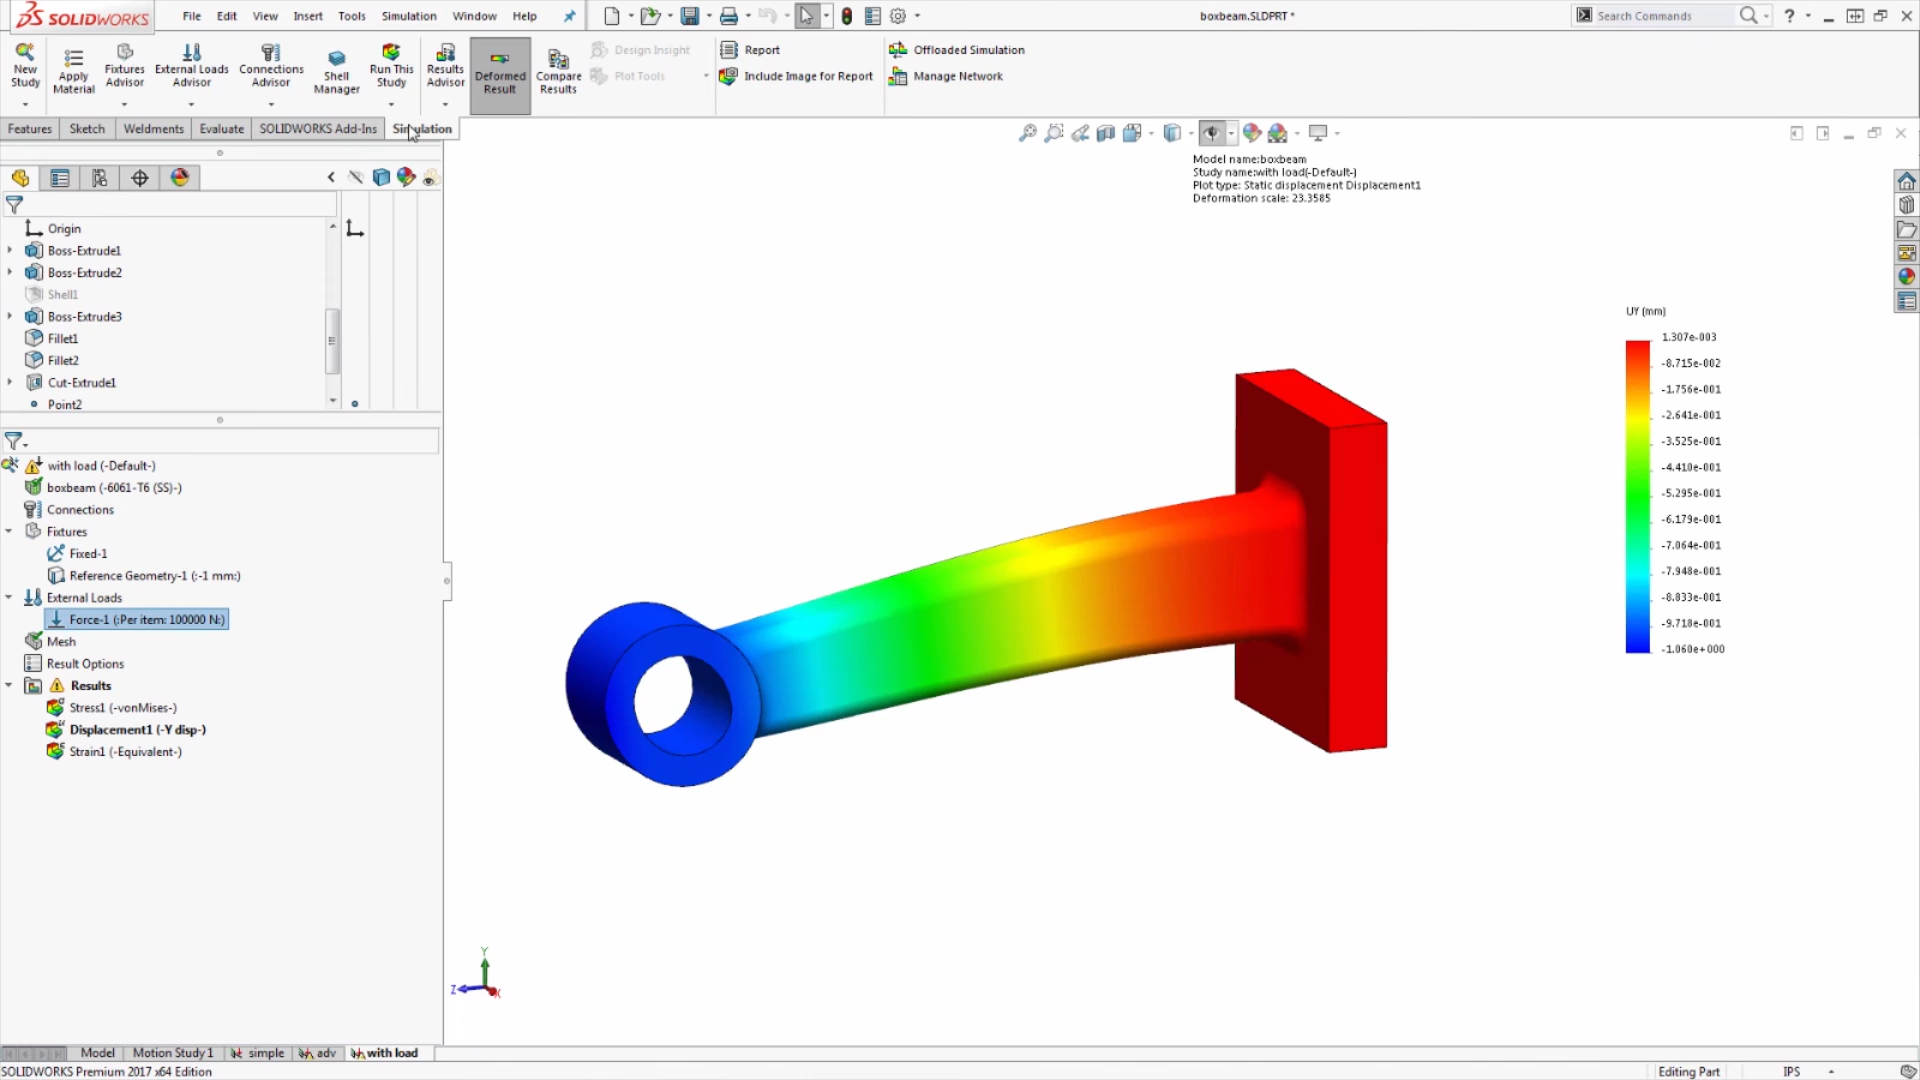 SOLIDWORKS File Edit View Insert Tools Simulation Window Help boxbeam.SLDPRT * Search Commands
New Study
Apply Material
Fixtures Advisor
External Loads Advisor
Connections Advisor
Shell Manager
Run This Study
Results Advisor
Deformed Result
Compare Results
Design Insight
Plot Tools
Report
Include Image for Report
Offloaded Simulation
Manage Network
Features Sketch Weldments Evaluate SOLIDWORKS Add-Ins Simulation
Model name:boxbeam
Study name:with load(-Default-)
Plot type: Static displacement Displacement1
Deformation scale: 23.3585
Origin
Boss-Extrude1
Boss-Extrude2
Shell1
Boss-Extrude3
Fillet1
Fillet2
Cut-Extrude1
Point2
with load (-Default-)
boxbeam (-6061-T6 (SS)-)
Connections
Fixtures
Fixed-1
Reference Geometry-1 (:-1 mm:)
External Loads
Force-1 (:Per item: 100000 N:)
Mesh
Result Options
Results
Stress1 (-vonMises-)
Displacement1 (-Y disp-)
Strain1 (-Equivalent-)
UY (mm)
1.307e-003
-8.715e-002
-1.756e-001
-2.641e-001
-3.525e-001
-4.410e-001
-5.295e-001
-6.179e-001
-7.064e-001
-7.948e-001
-8.833e-001
-9.718e-001
-1.060e+000
Y
Z
X
Model Motion Study 1 simple adv with load
SOLIDWORKS Premium 2017 x64 Edition Editing Part IPS